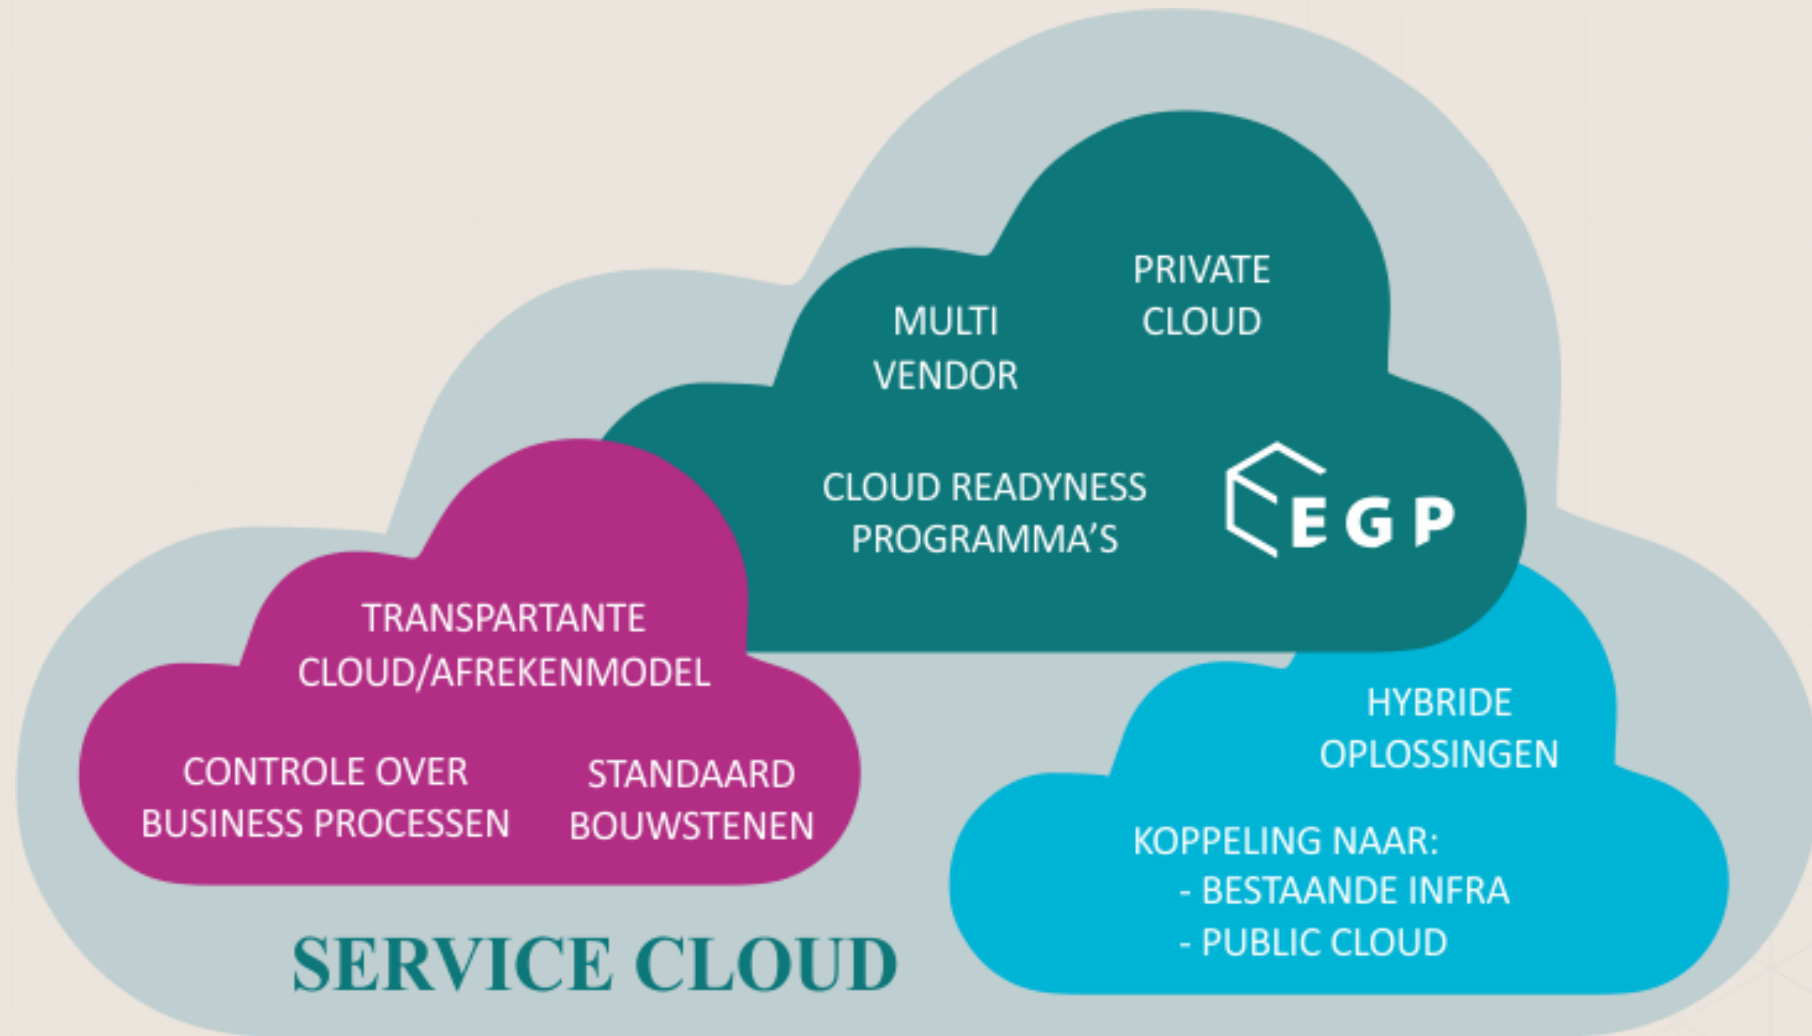 PRIVATE
CLOUD
MULTI
VENDOR
CLOUD READYNESS
PROGRAMMA'S
EGP
TRANSPARTANTE
CLOUD/AFREKENMODEL
CONTROLE OVER
BUSINESS PROCESSEN
STANDAARD
BOUWSTENEN
HYBRIDE
OPLOSSINGEN
KOPPELING NAAR:
- BESTAANDE INFRA
- PUBLIC CLOUD
SERVICE CLOUD